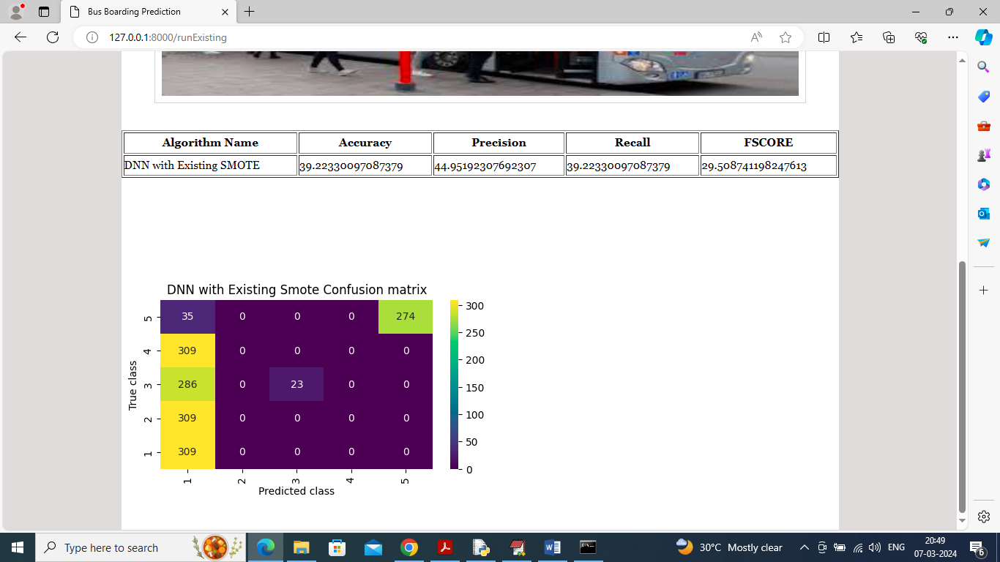 Bus Boarding Prediction
127.0.0.1:8000/runExisting
Algorithm Name Accuracy Precision Recall FSCORE
DNN with Existing SMOTE 39.22330097087379 44.95192307692307 39.22330097087379 29.508741198247613
DNN with Existing Smote Confusion matrix
5 35 0 0 0 274
4 309 0 0 0 0
3 286 0 23 0 0
2 309 0 0 0 0
1 309 0 0 0 0
True class
1 2 3 4 5
Predicted class
300
250
200
150
100
50
0
Type here to search
30°C Mostly clear
ENG
20:49
07-03-2024
6